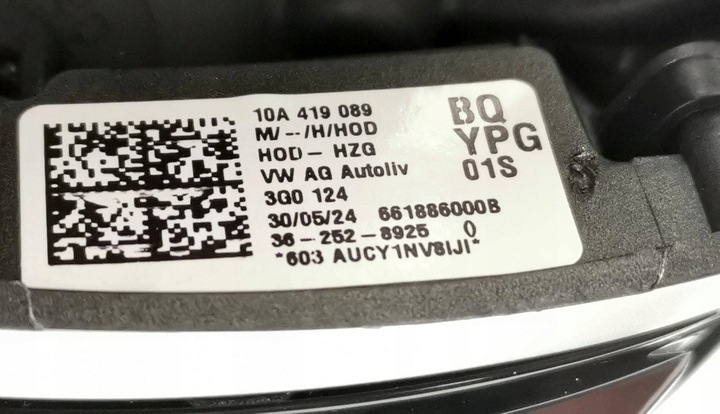 10A 419 089
M/--/H/HOD
HOD - HZG
VW AG Autoliv
3G0 124
30/05/24 661886000B
36-252-8925 0
*603 AUCY1NV8IJI*
BQ
YPG
01S